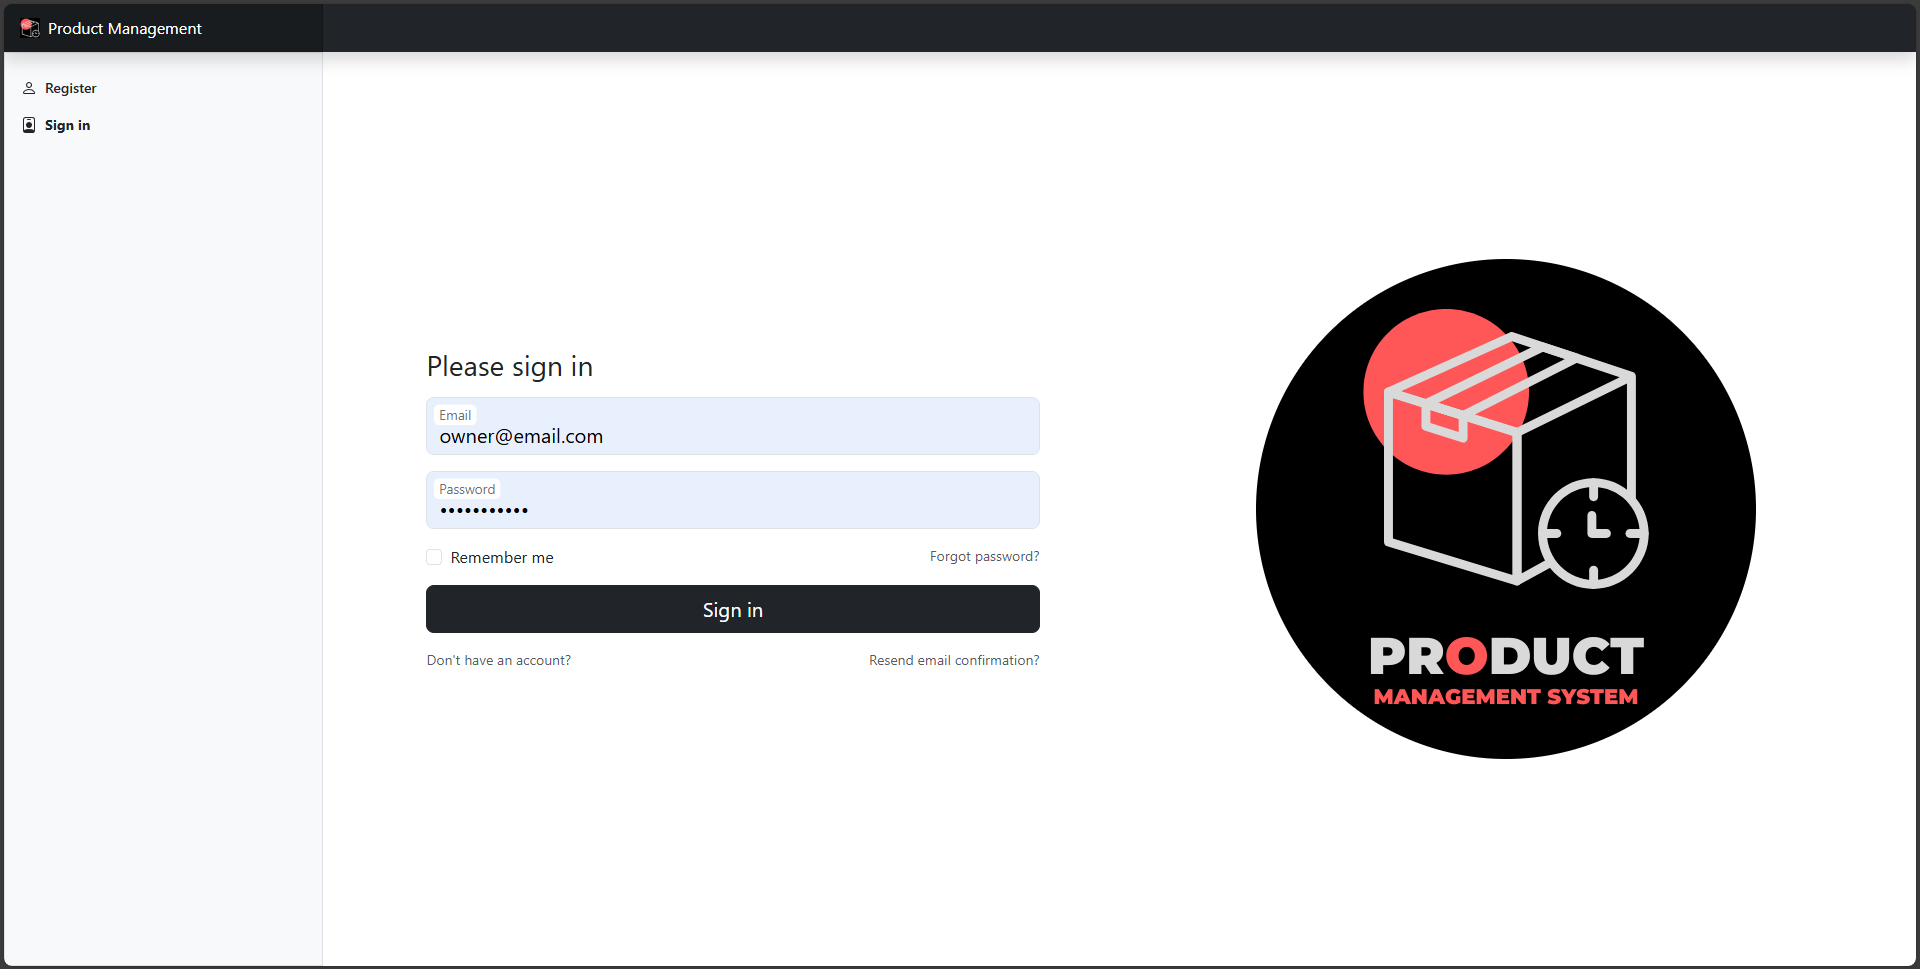 Product Management
Register
Sign in
Please sign in
Email
owner@email.com
Password
•••••••••••
Remember me
Forgot password?
Sign in
Don't have an account?
Resend email confirmation?
PRODUCT
MANAGEMENT SYSTEM